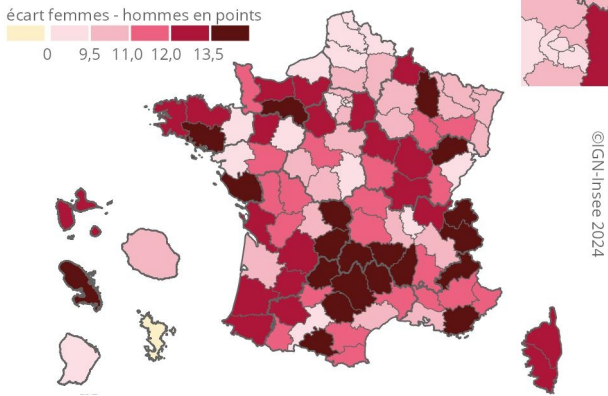 écart femmes - hommes en points
0 9,5 11,0 12,0 13,5
©IGN-Insee 2024